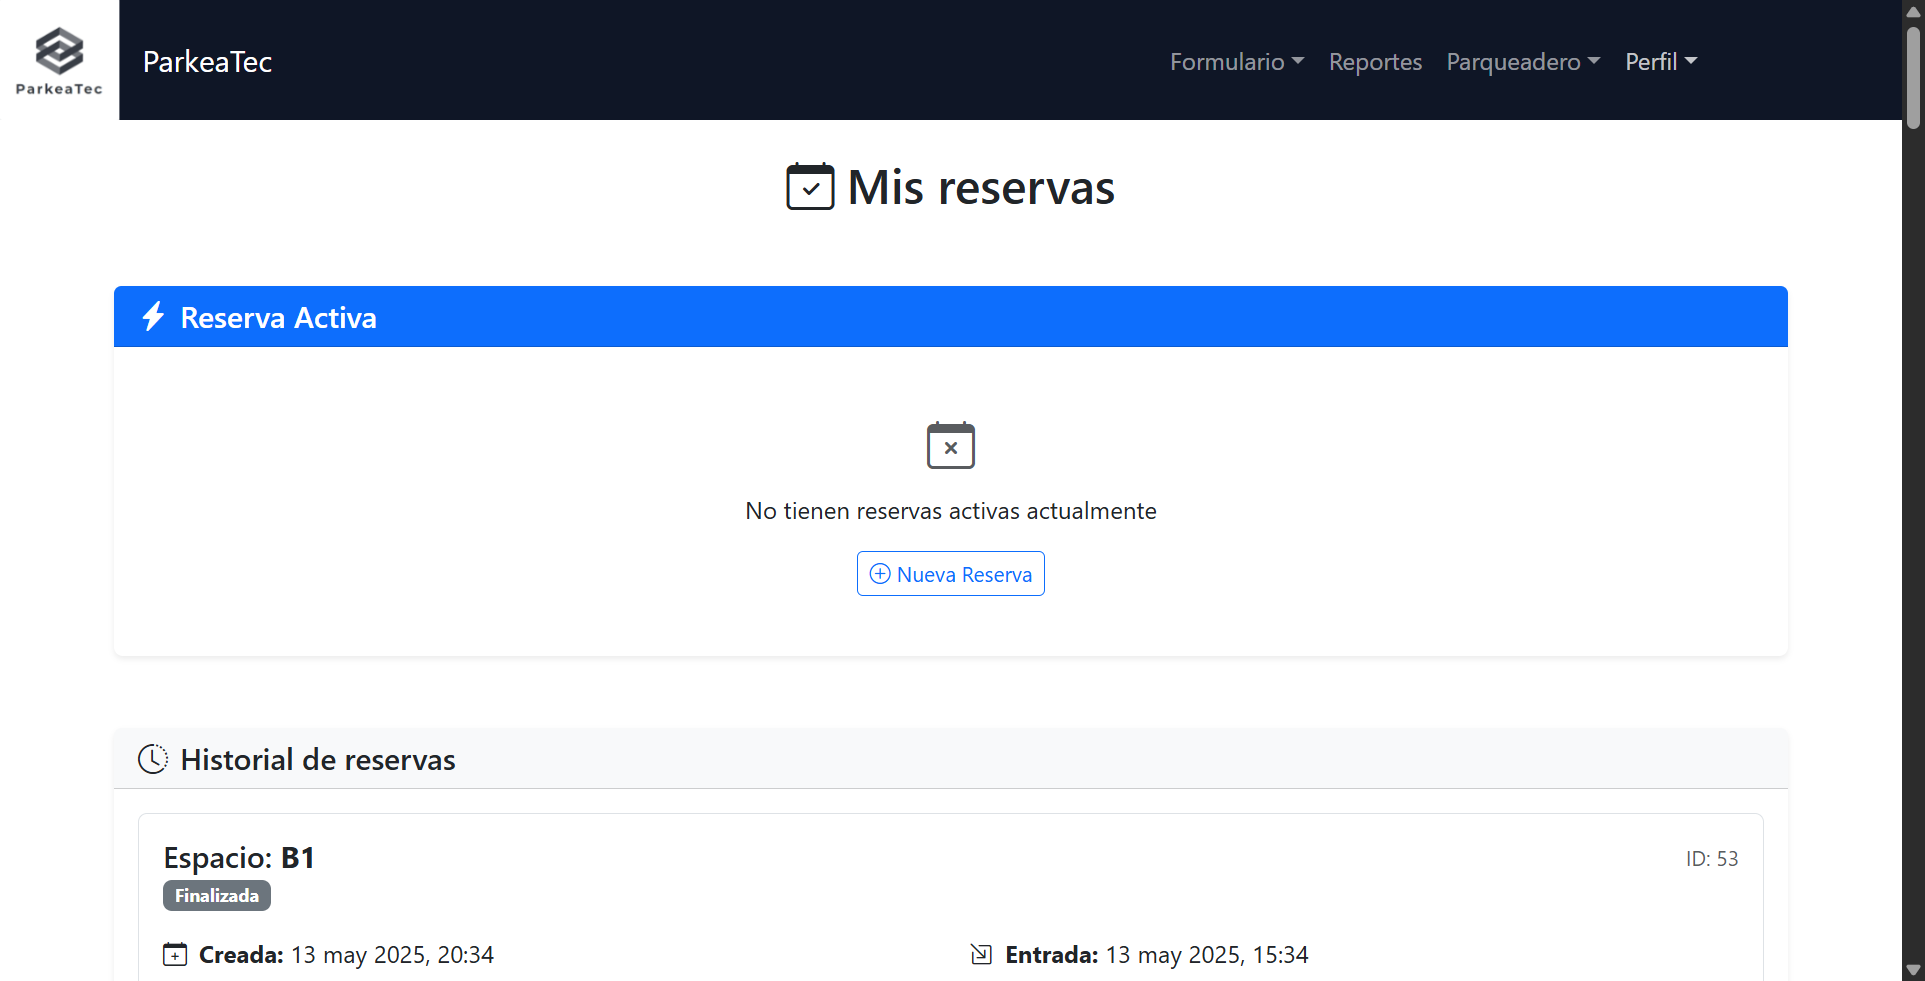 ParkeaTec
ParkeaTec
Formulario Reportes Parqueadero Perfil
Mis reservas
Reserva Activa
No tienen reservas activas actualmente
Nueva Reserva
Historial de reservas
Espacio: B1
ID: 53
Finalizada
Creada: 13 may 2025, 20:34
Entrada: 13 may 2025, 15:34